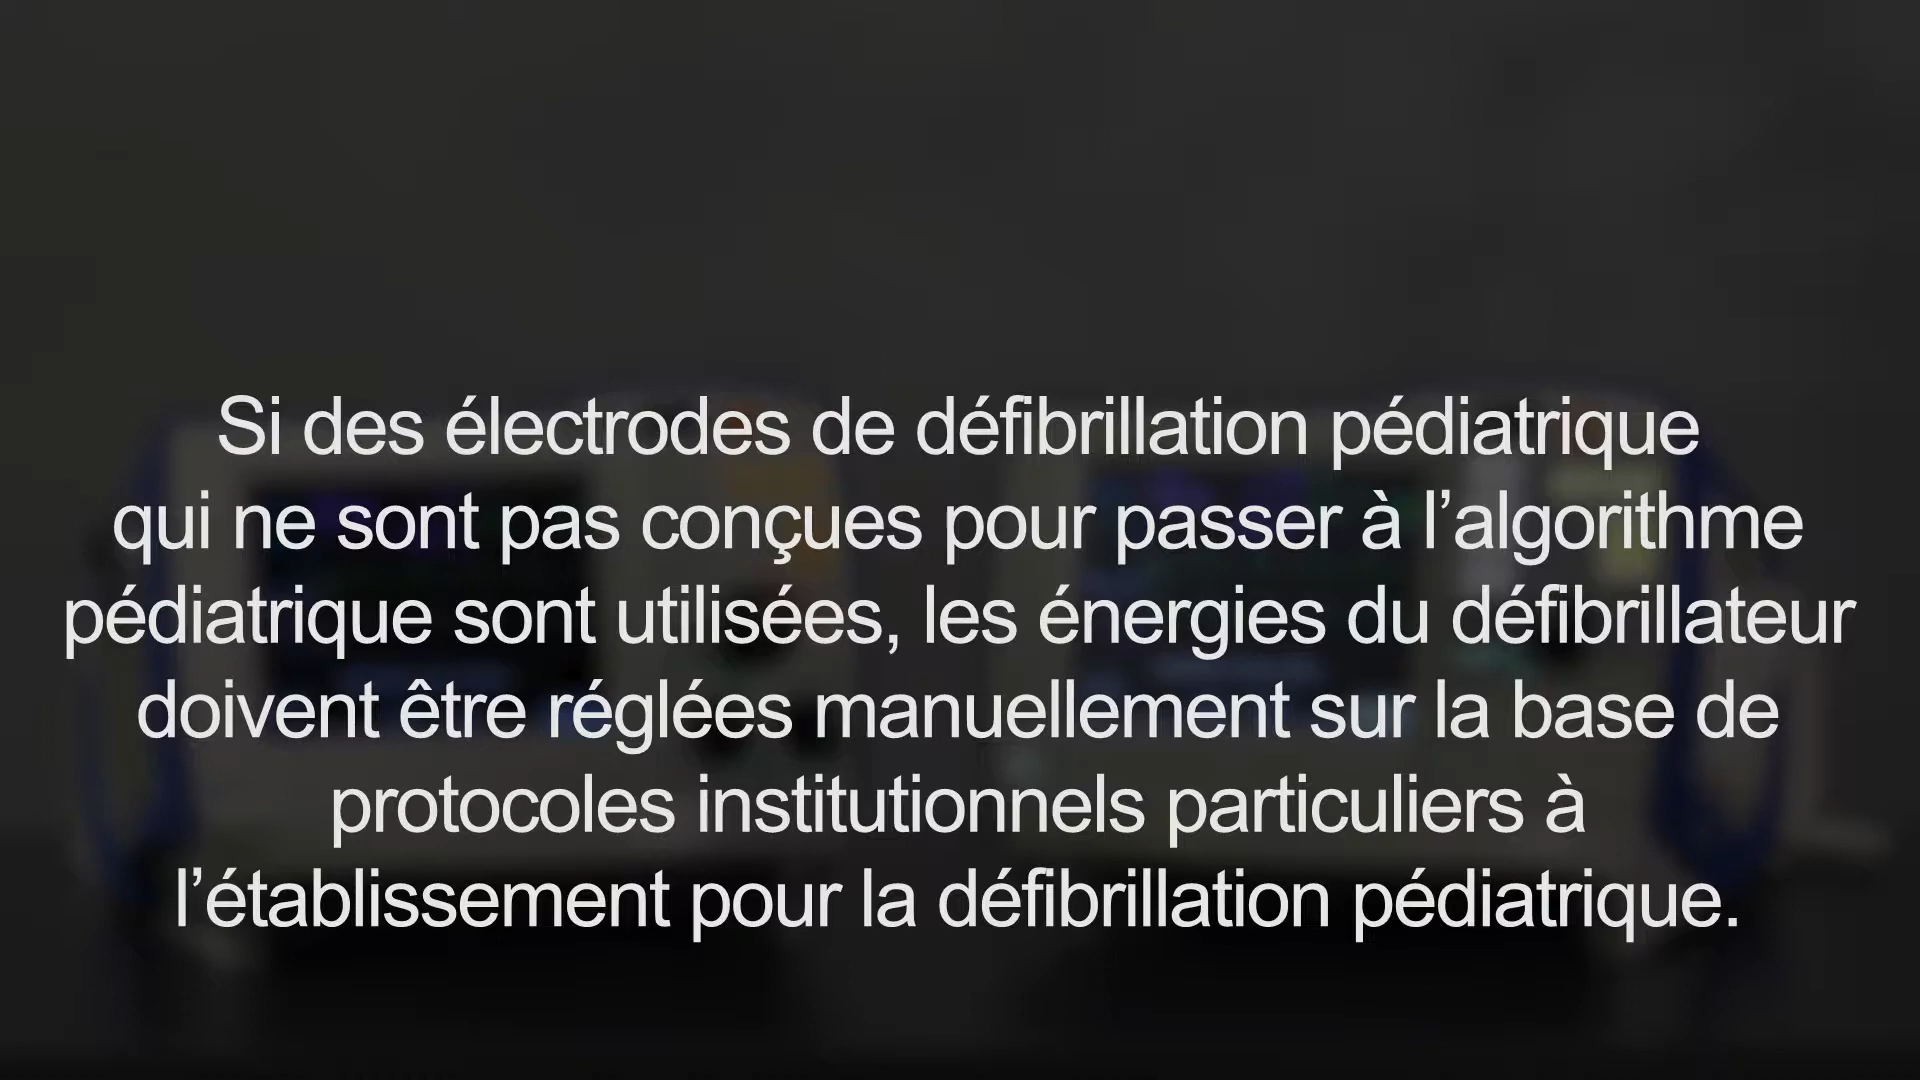 Si des électrodes de défibrillation pédiatrique
qui ne sont pas conçues pour passer à l’algorithme
pédiatrique sont utilisées, les énergies du défibrillateur
doivent être réglées manuellement sur la base de
protocoles institutionnels particuliers à
l’établissement pour la défibrillation pédiatrique.